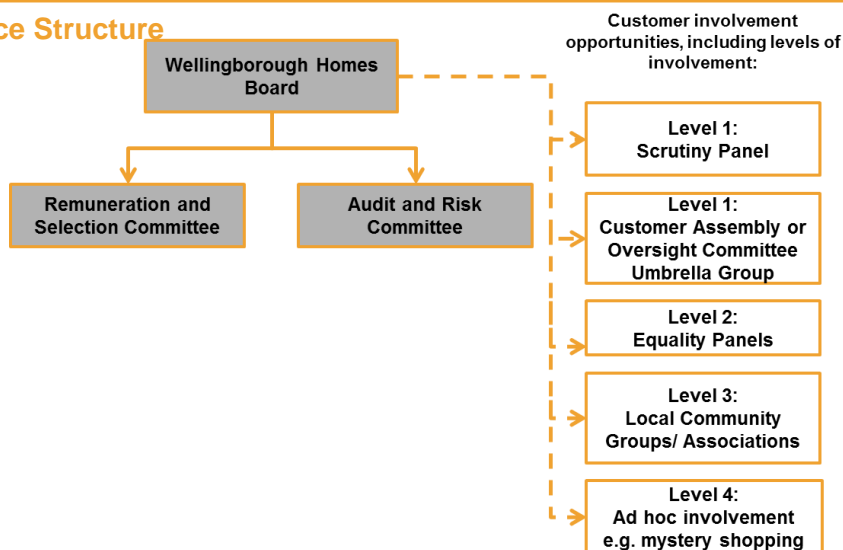 ce Structure
Customer involvement
opportunities, including levels of
involvement:
Wellingborough Homes
Board
Remuneration and
Selection Committee
Audit and Risk
Committee
Level 1:
Scrutiny Panel
Level 1:
Customer Assembly or
Oversight Committee
Umbrella Group
Level 2:
Equality Panels
Level 3:
Local Community
Groups/ Associations
Level 4:
Ad hoc involvement
e.g. mystery shopping